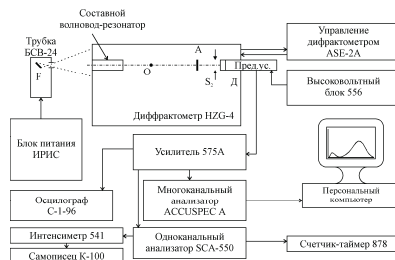 Составной
волновод-резонатор
Трубка
БСВ-24
F
О
А
S₂
Д
Пред.ус.
Диффрактометр HZG-4
Управление
дифрактометром
ASE-2A
Высоковольтный
блок 556
Блок питания
ИРИС
Усилитель 575А
Осцилограф
С-1-96
Многоканальный
анализатор
ACCUSPEC A
Персональный
компьютер
Интенсиметр 541
Самописец К-100
Одноканальный
анализатор SCA-550
Счетчик-таймер 878